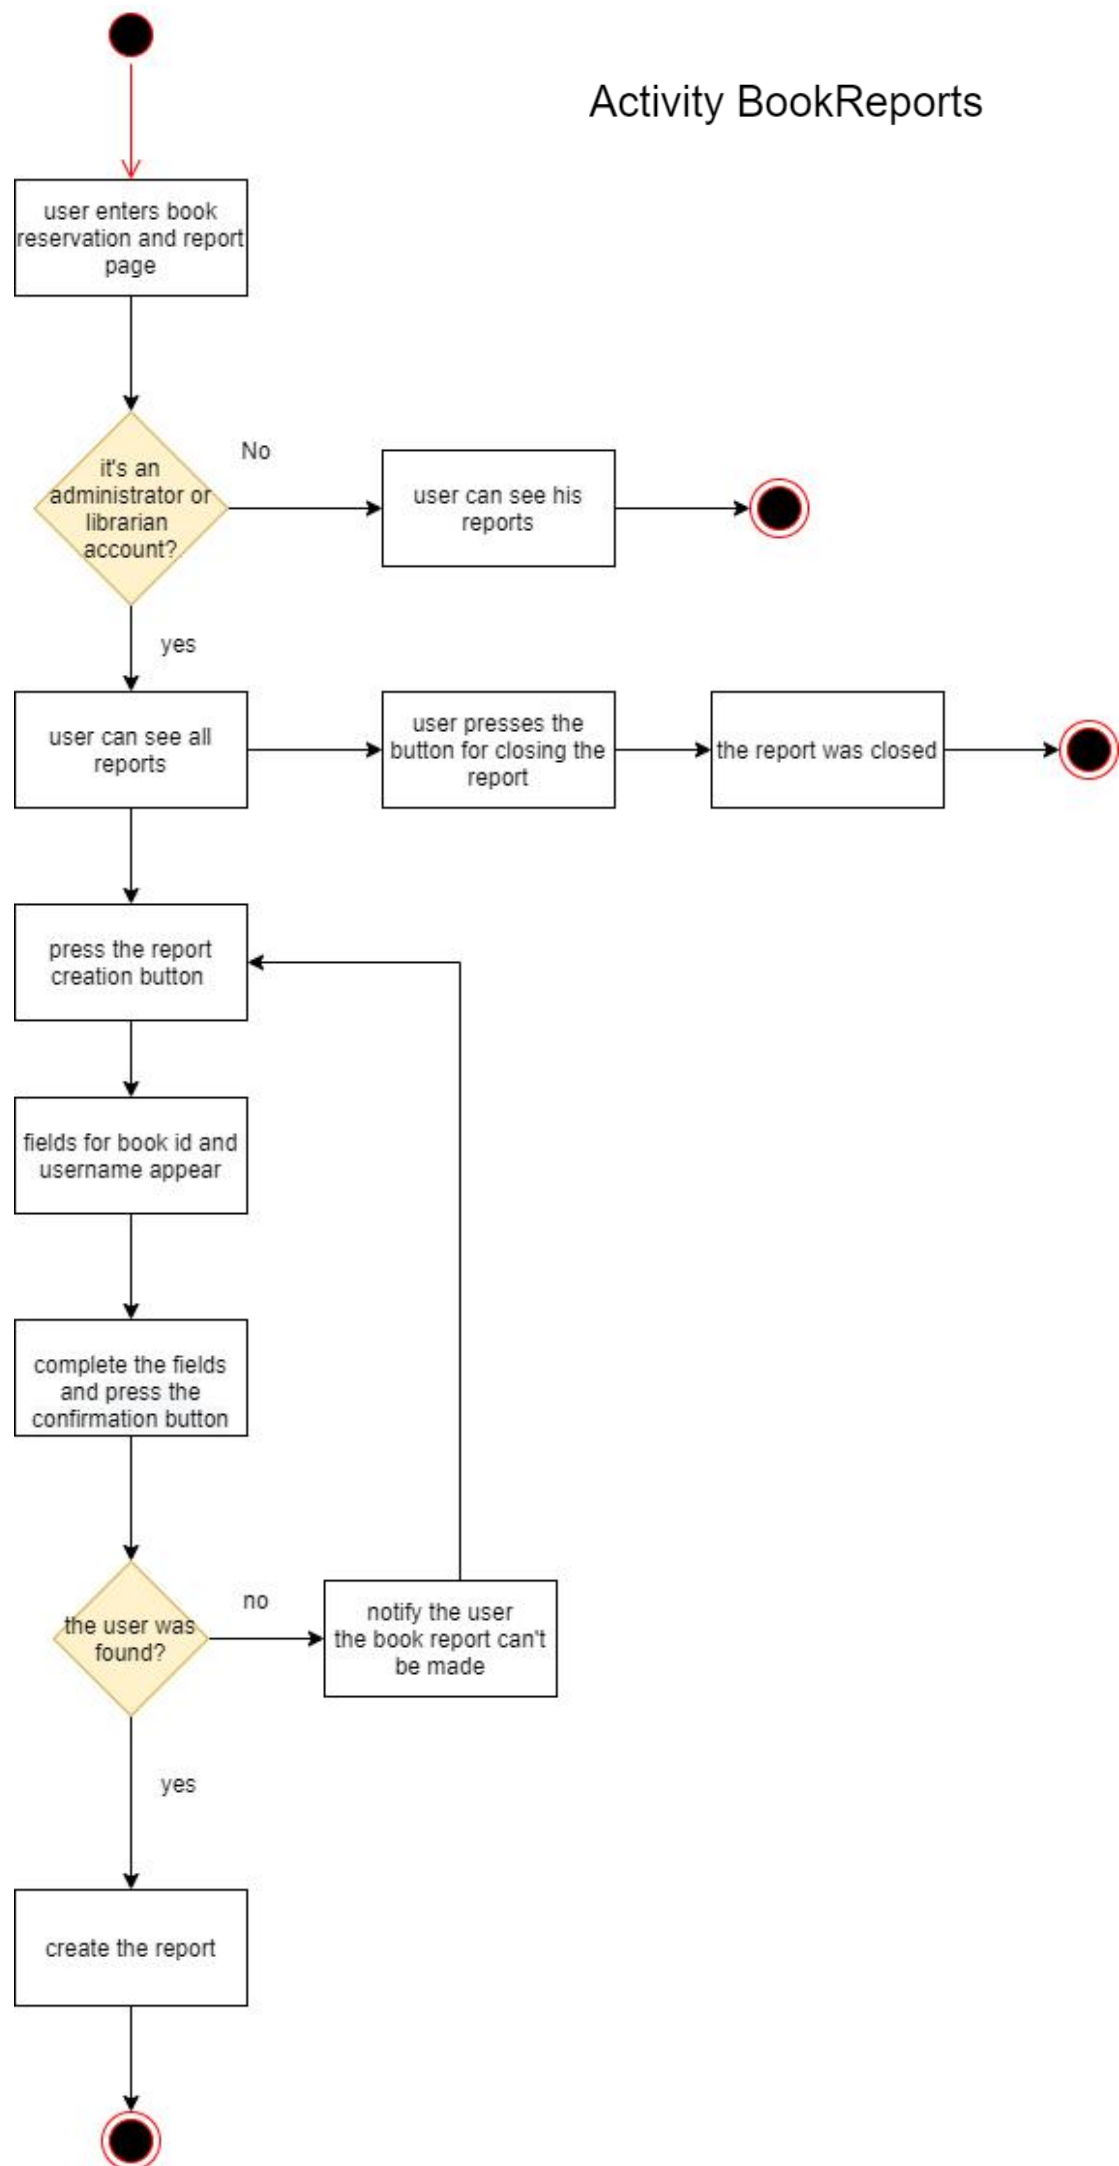 Activity BookReports
user enters book
reservation and report
page
it's an
administrator or
librarian
account?
No
user can see his
reports
yes
user can see all
reports
user presses the
button for closing the
report
the report was closed
press the report
creation button
fields for book id and
username appear
complete the fields
and press the
confirmation button
the user was
found?
no
notify the user
the book report can't
be made
yes
create the report